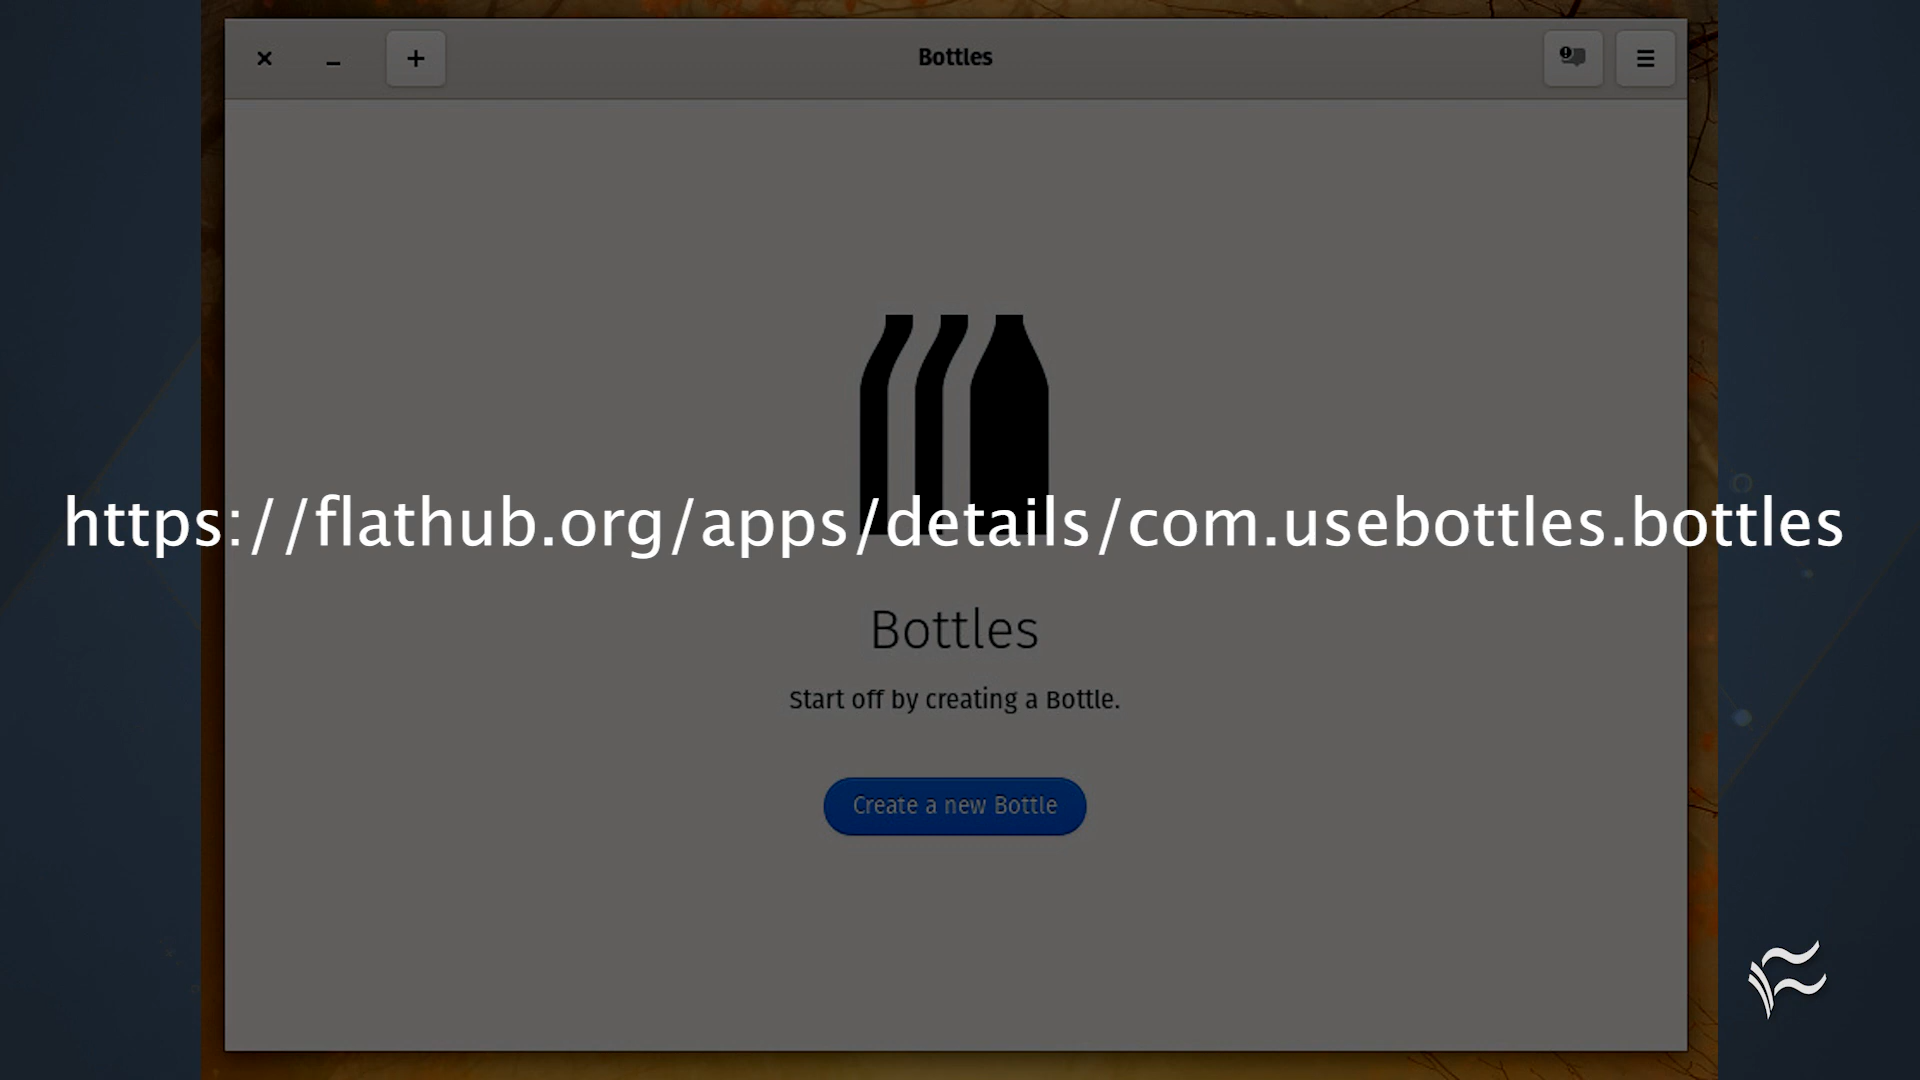 Bottles
https://flathub.org/apps/details/com.usebottles.bottles
Bottles
Start off by creating a Bottle.
Create a new Bottle